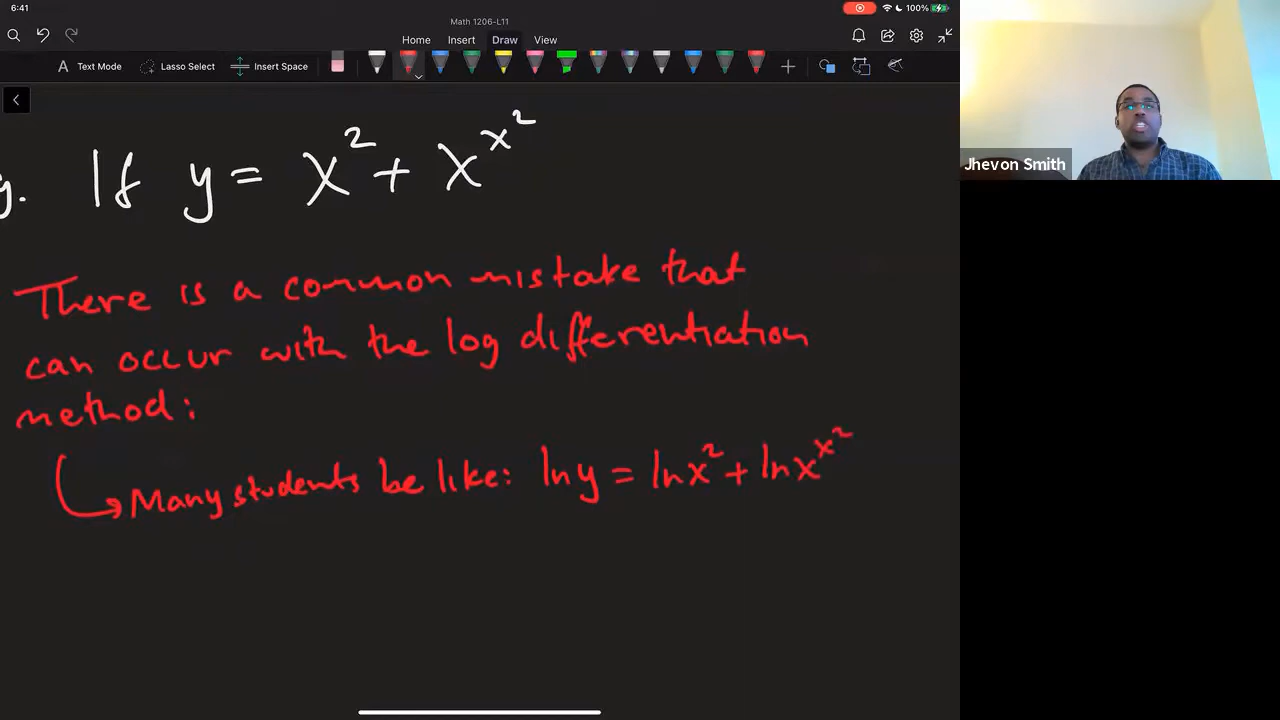 6:41
100%
Math 1206-L11
Home Insert Draw View
Text Mode Lasso Select Insert Space
Jhevon Smith
g. If y = x² + x^x²
There is a common mistake that
can occur with the log differentiation
method:
Many students be like: ln y = ln x² + ln x^x²